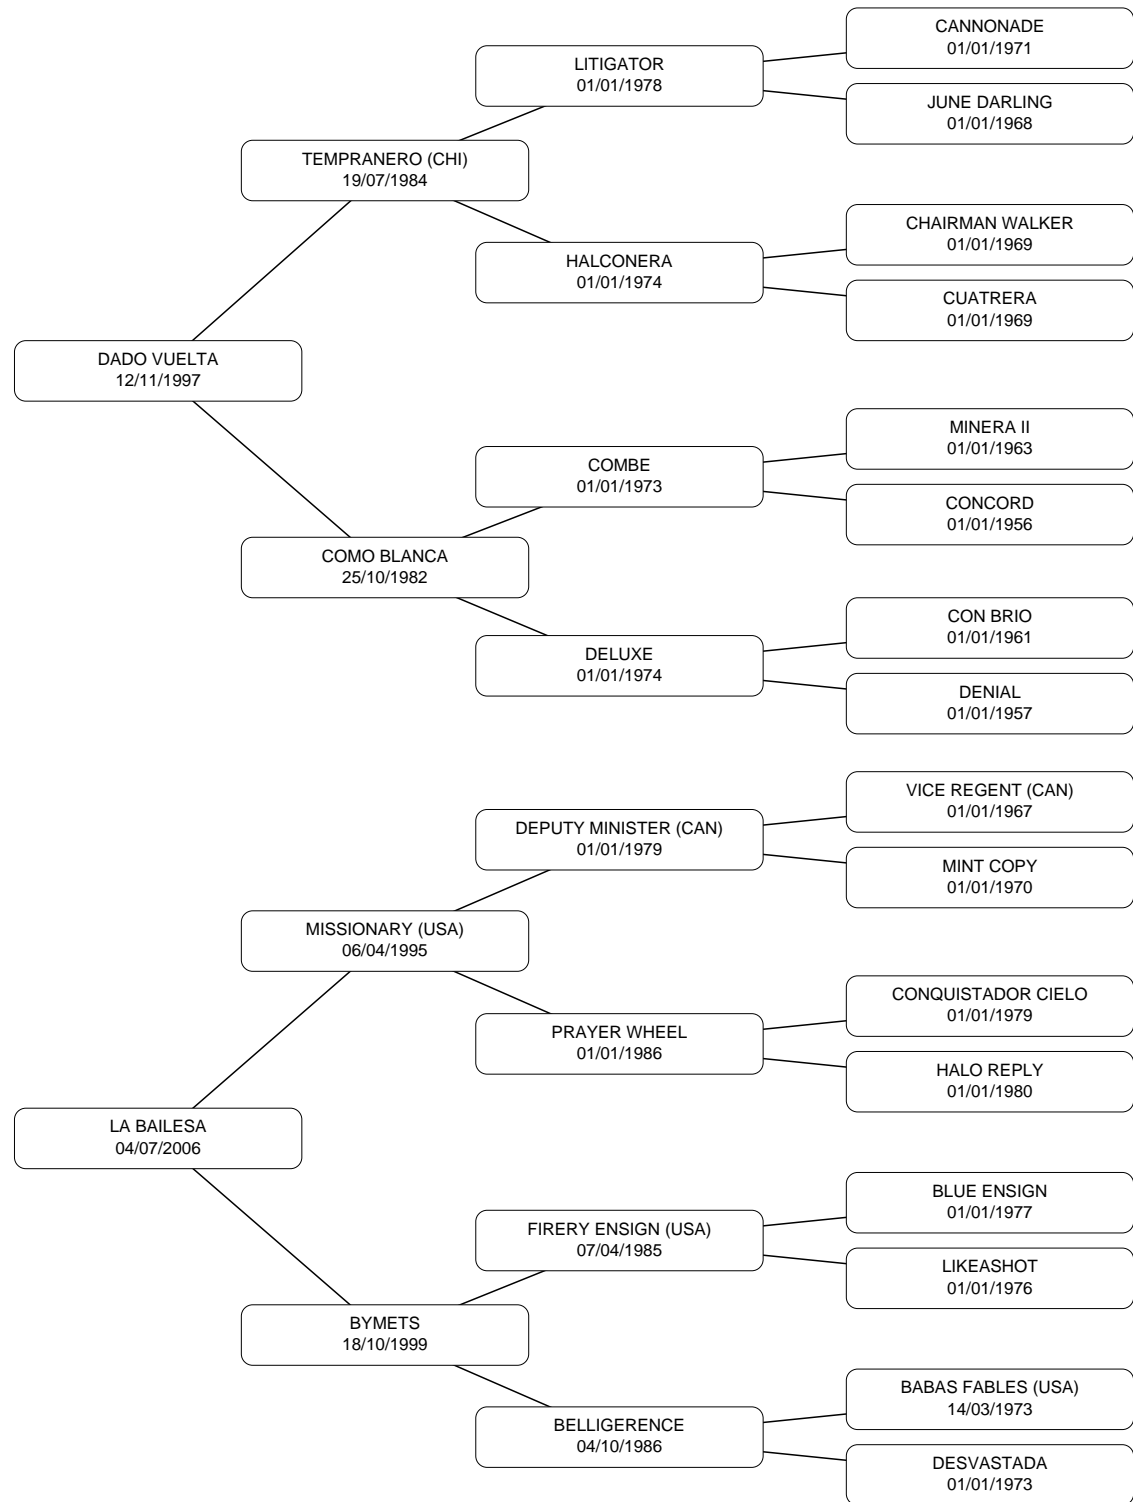 CANNONADE
01/01/1971
LITIGATOR
01/01/1978
JUNE DARLING
01/01/1968
TEMPRANERO (CHI)
19/07/1984
CHAIRMAN WALKER
01/01/1969
HALCONERA
01/01/1974
CUATRERA
01/01/1969
DADO VUELTA
12/11/1997
MINERA II
01/01/1963
COMBE
01/01/1973
CONCORD
01/01/1956
COMO BLANCA
25/10/1982
CON BRIO
01/01/1961
DELUXE
01/01/1974
DENIAL
01/01/1957
VICE REGENT (CAN)
01/01/1967
DEPUTY MINISTER (CAN)
01/01/1979
MINT COPY
01/01/1970
MISSIONARY (USA)
06/04/1995
CONQUISTADOR CIELO
01/01/1979
PRAYER WHEEL
01/01/1986
HALO REPLY
01/01/1980
LA BAILESA
04/07/2006
BLUE ENSIGN
01/01/1977
FIRERY ENSIGN (USA)
07/04/1985
LIKEASHOT
01/01/1976
BYMETS
18/10/1999
BABAS FABLES (USA)
14/03/1973
BELLIGERENCE
04/10/1986
DESVASTADA
01/01/1973